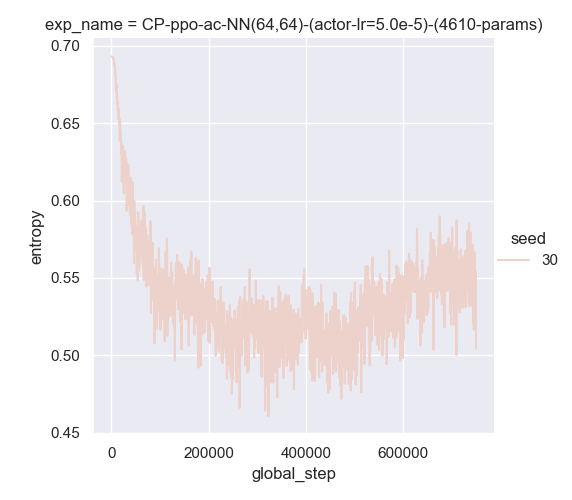 exp_name = CP-ppo-ac-NN(64,64)-(actor-lr=5.0e-5)-(4610-params)
0.70
0.65
0.60
0.55
0.50
0.45
entropy
0
200000
400000
600000
global_step
seed
30